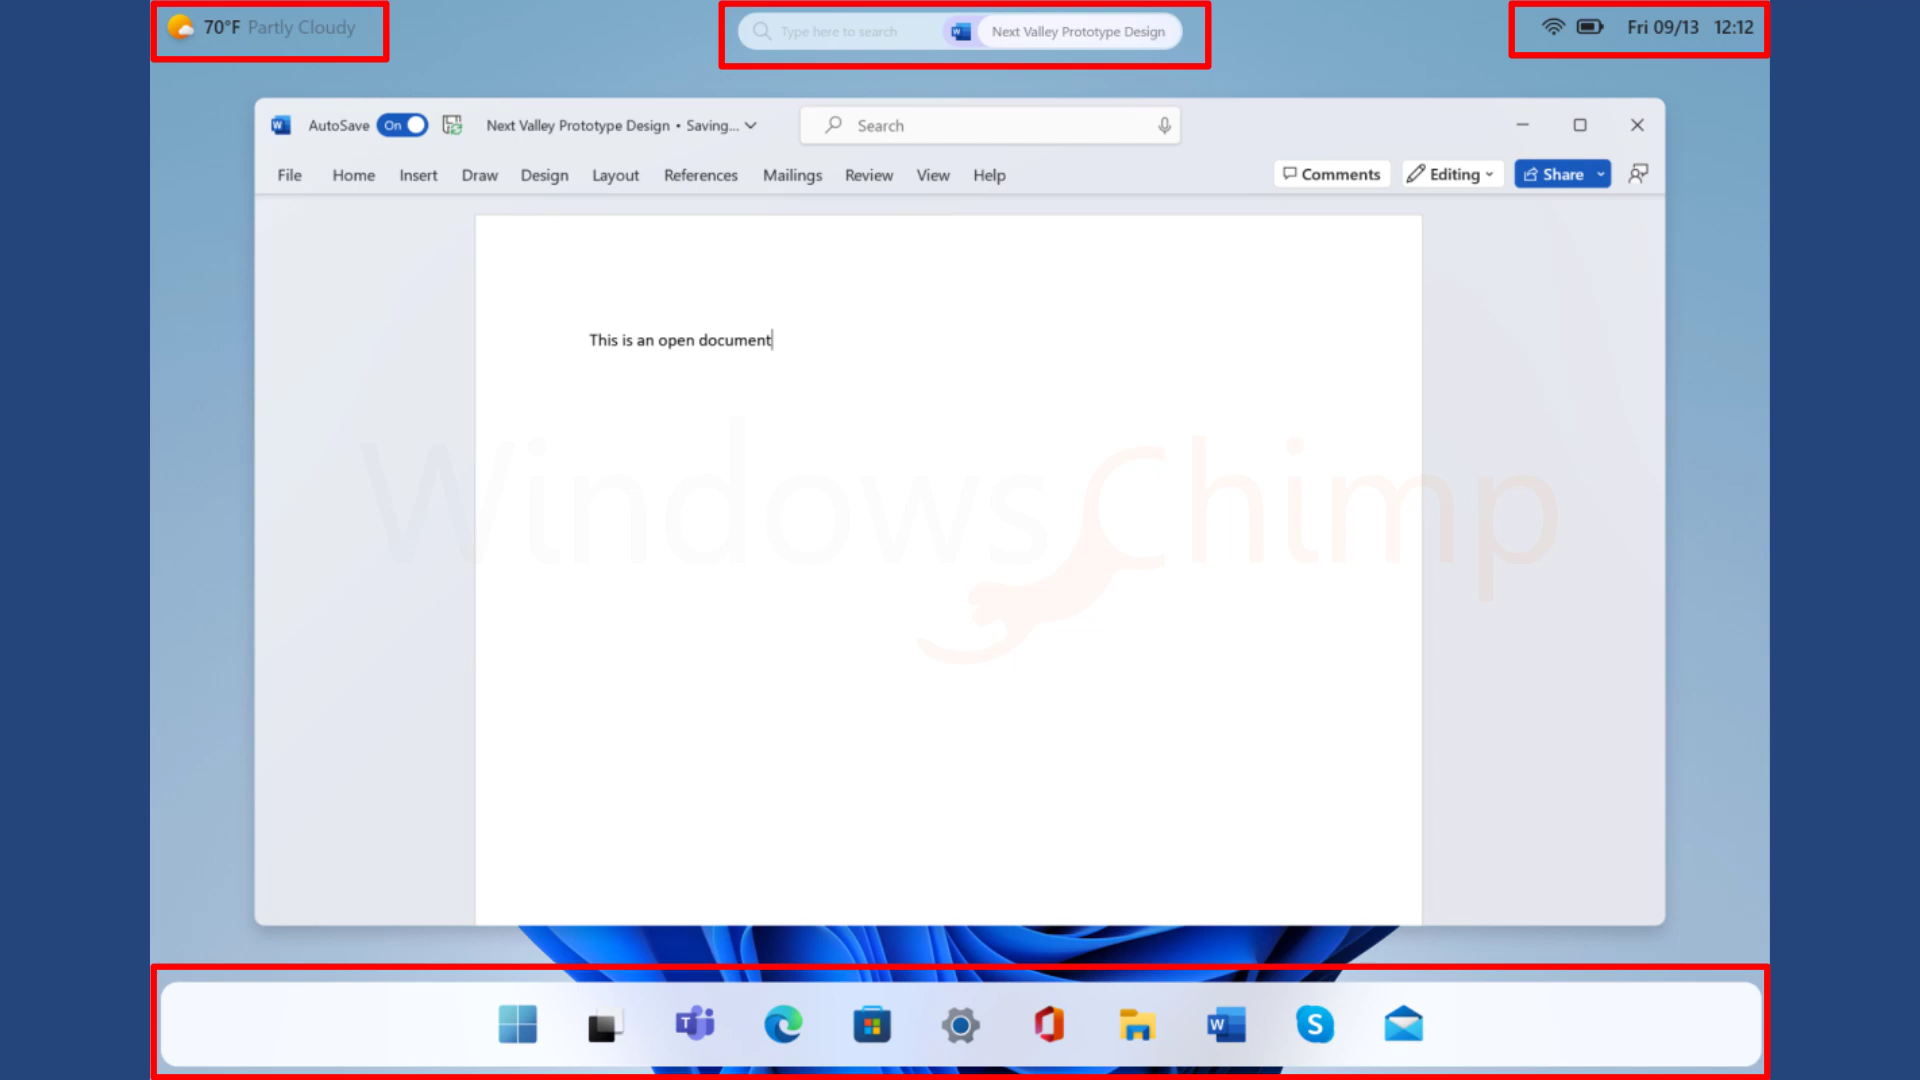 70°F Partly Cloudy
Type here to search
Next Valley Prototype Design
Fri 09/13 12:12
AutoSave On
Next Valley Prototype Design • Saving...
Search
File Home Insert Draw Design Layout References Mailings Review View Help
Comments Editing Share
This is an open document
WindowsChimp